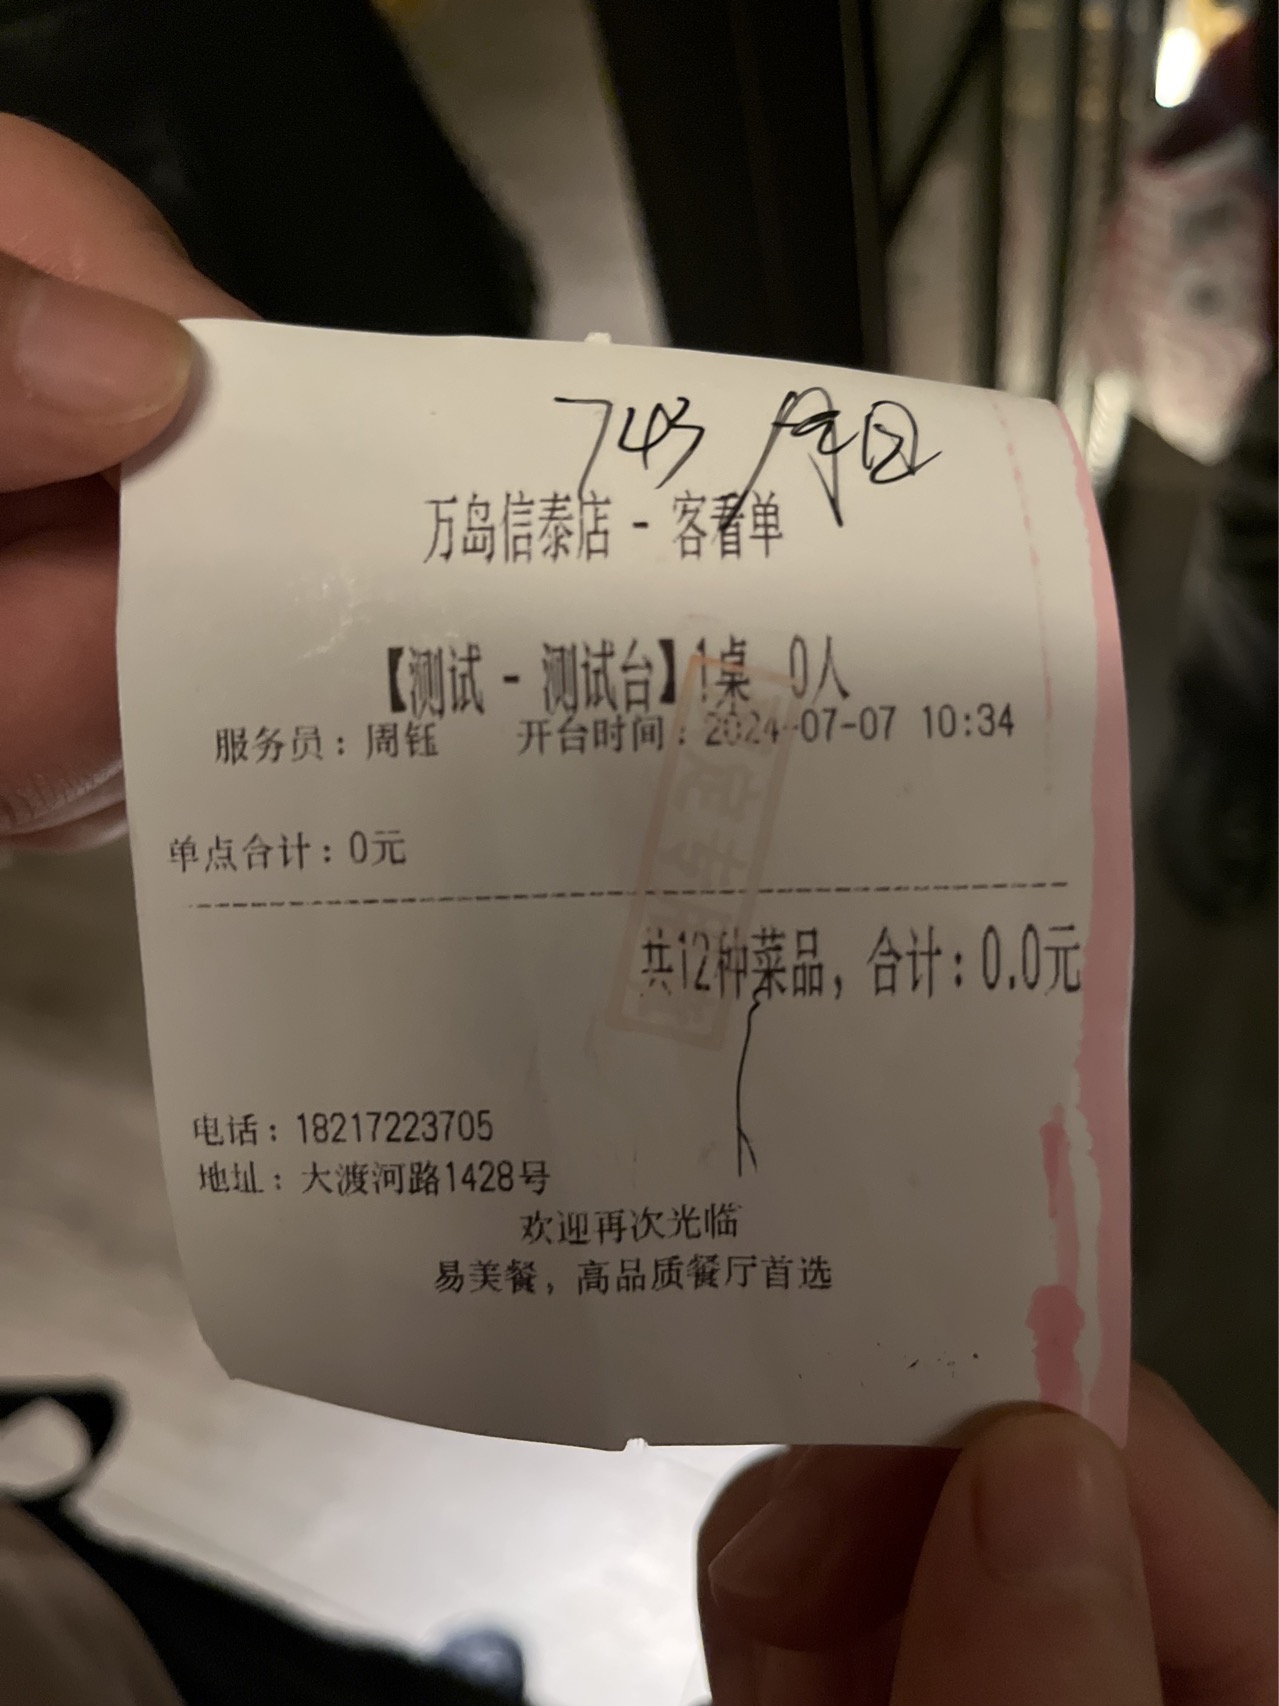 743
万岛信泰店 - 客看单
【测试 - 测试台】1桌 0人
服务员：周钰 开台时间：2024-07-07 10:34
单点合计：0元
定专用
共12种菜品，合计：0.0元
电话：18217223705
地址：大渡河路1428号
欢迎再次光临
易美餐，高品质餐厅首选